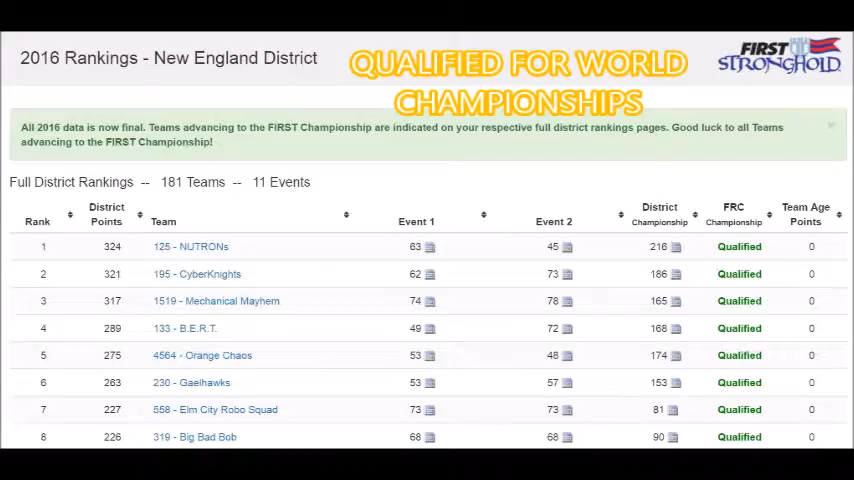 2016 Rankings - New England District
QUALIFIED FOR WORLD
CHAMPIONSHIPS
FIRST
STRONGHOLD
All 2016 data is now final. Teams advancing to the FIRST Championship are indicated on your respective full district rankings pages. Good luck to all Teams
advancing to the FIRST Championship!
Full District Rankings -- 181 Teams -- 11 Events
Rank District Points Team Event 1 Event 2 District Championship FRC Championship Team Age Points
1 324 125 - NUTRONs 63 45 216 Qualified 0
2 321 195 - CyberKnights 62 73 186 Qualified 0
3 317 1519 - Mechanical Mayhem 74 78 165 Qualified 0
4 289 133 - B.E.R.T. 49 72 168 Qualified 0
5 275 4564 - Orange Chaos 53 48 174 Qualified 0
6 263 230 - Gaelhawks 53 57 153 Qualified 0
7 227 558 - Elm City Robo Squad 73 73 81 Qualified 0
8 226 319 - Big Bad Bob 68 68 90 Qualified 0